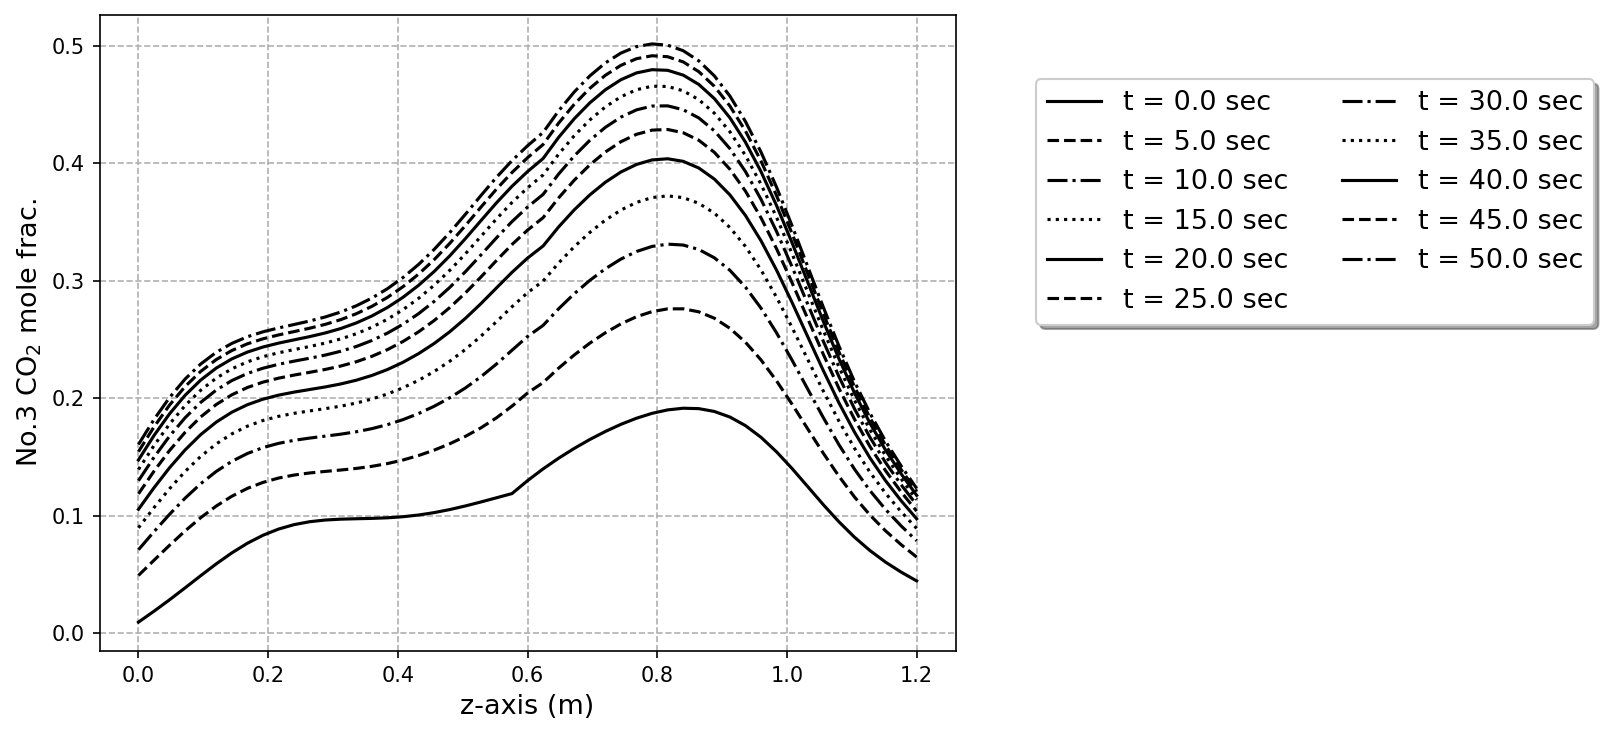 0.5
0.4
0.3
0.2
0.1
0.0
No.3 CO₂ mole frac.
0.0 0.2 0.4 0.6 0.8 1.0 1.2
z-axis (m)
t = 0.0 sec
t = 5.0 sec
t = 10.0 sec
t = 15.0 sec
t = 20.0 sec
t = 25.0 sec
t = 30.0 sec
t = 35.0 sec
t = 40.0 sec
t = 45.0 sec
t = 50.0 sec